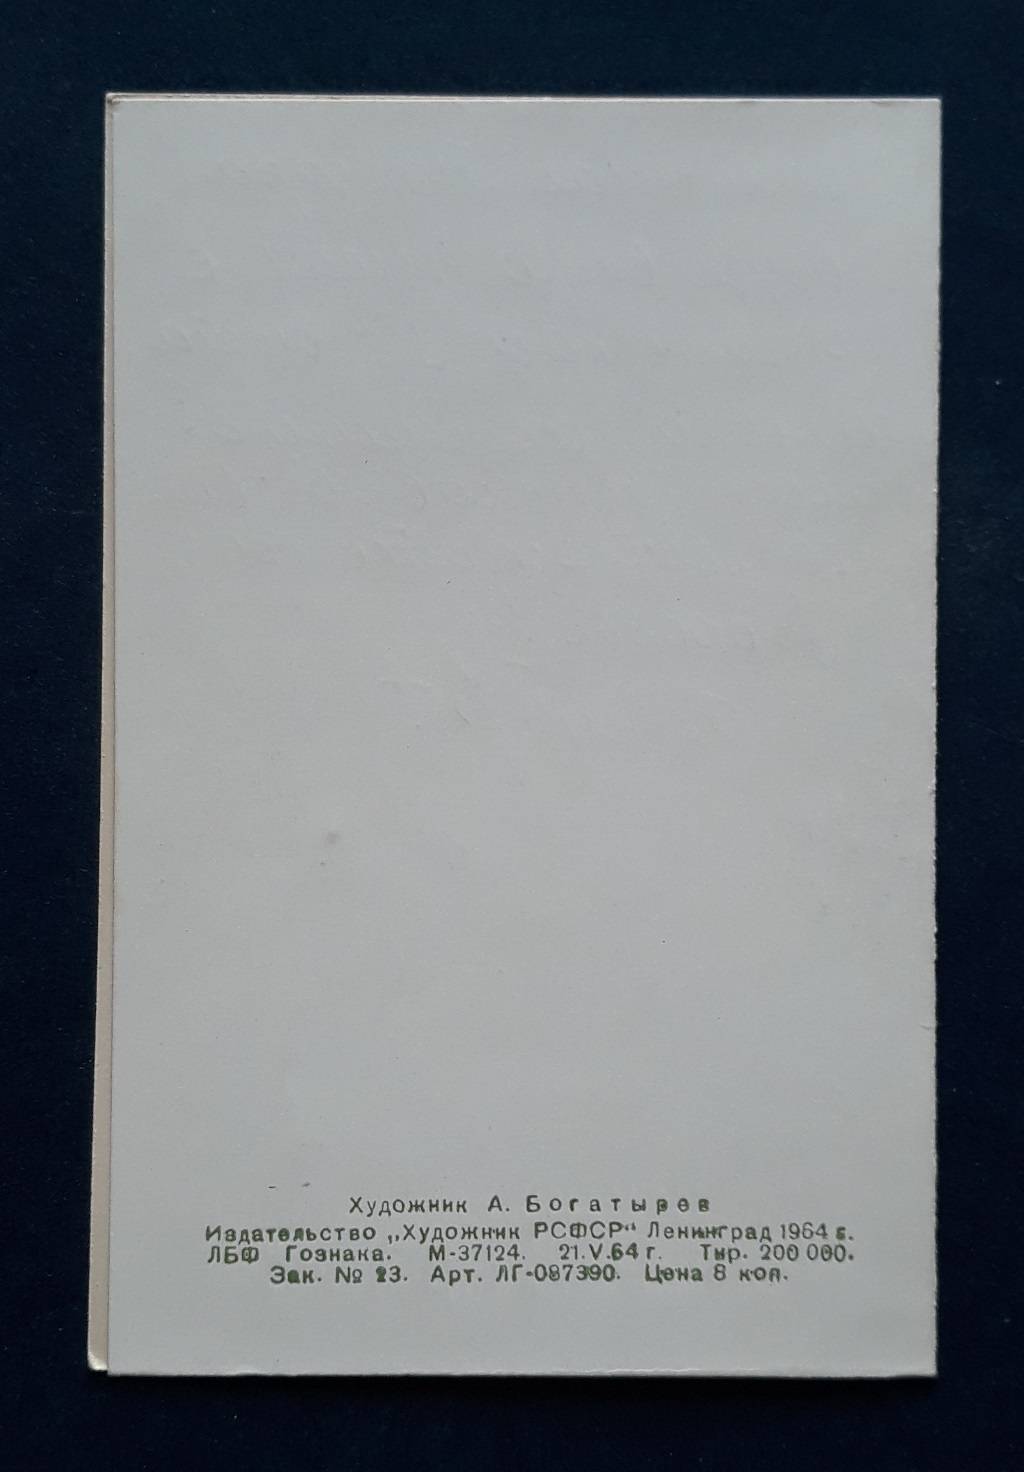 Художник А. Богатырев
Издательство „Художник РСФСР“ Ленинград 1964 г.
ЛБФ Гознака. М-37124. 21.V.64 г. Тир. 200 000.
Зак. № 23. Арт. ЛГ-087390. Цена 8 коп.